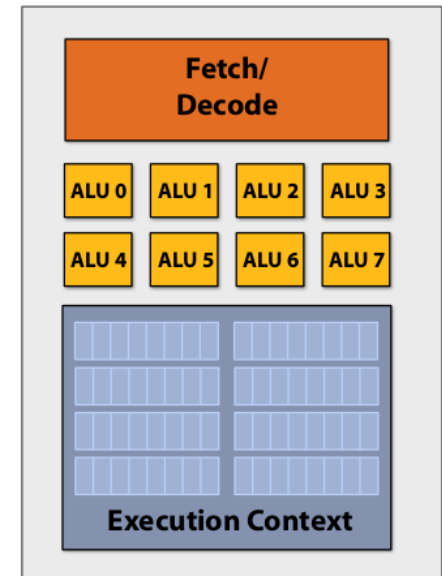 Fetch/
Decode
ALU 0 ALU 1 ALU 2 ALU 3
ALU 4 ALU 5 ALU 6 ALU 7
Execution Context